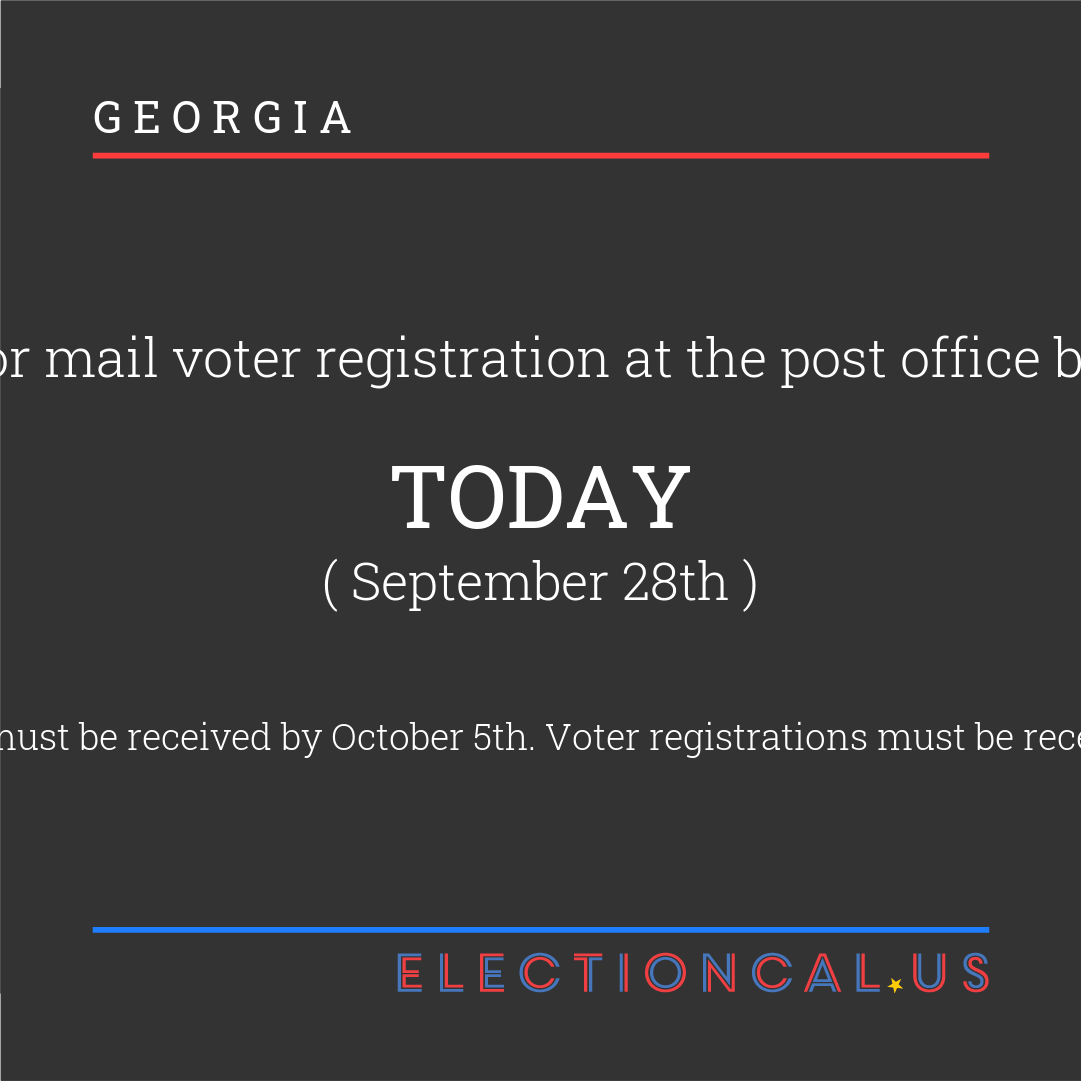 GEORGIA
or mail voter registration at the post office b
TODAY
( September 28th )
must be received by October 5th. Voter registrations must be rece
ELECTIONCAL.US